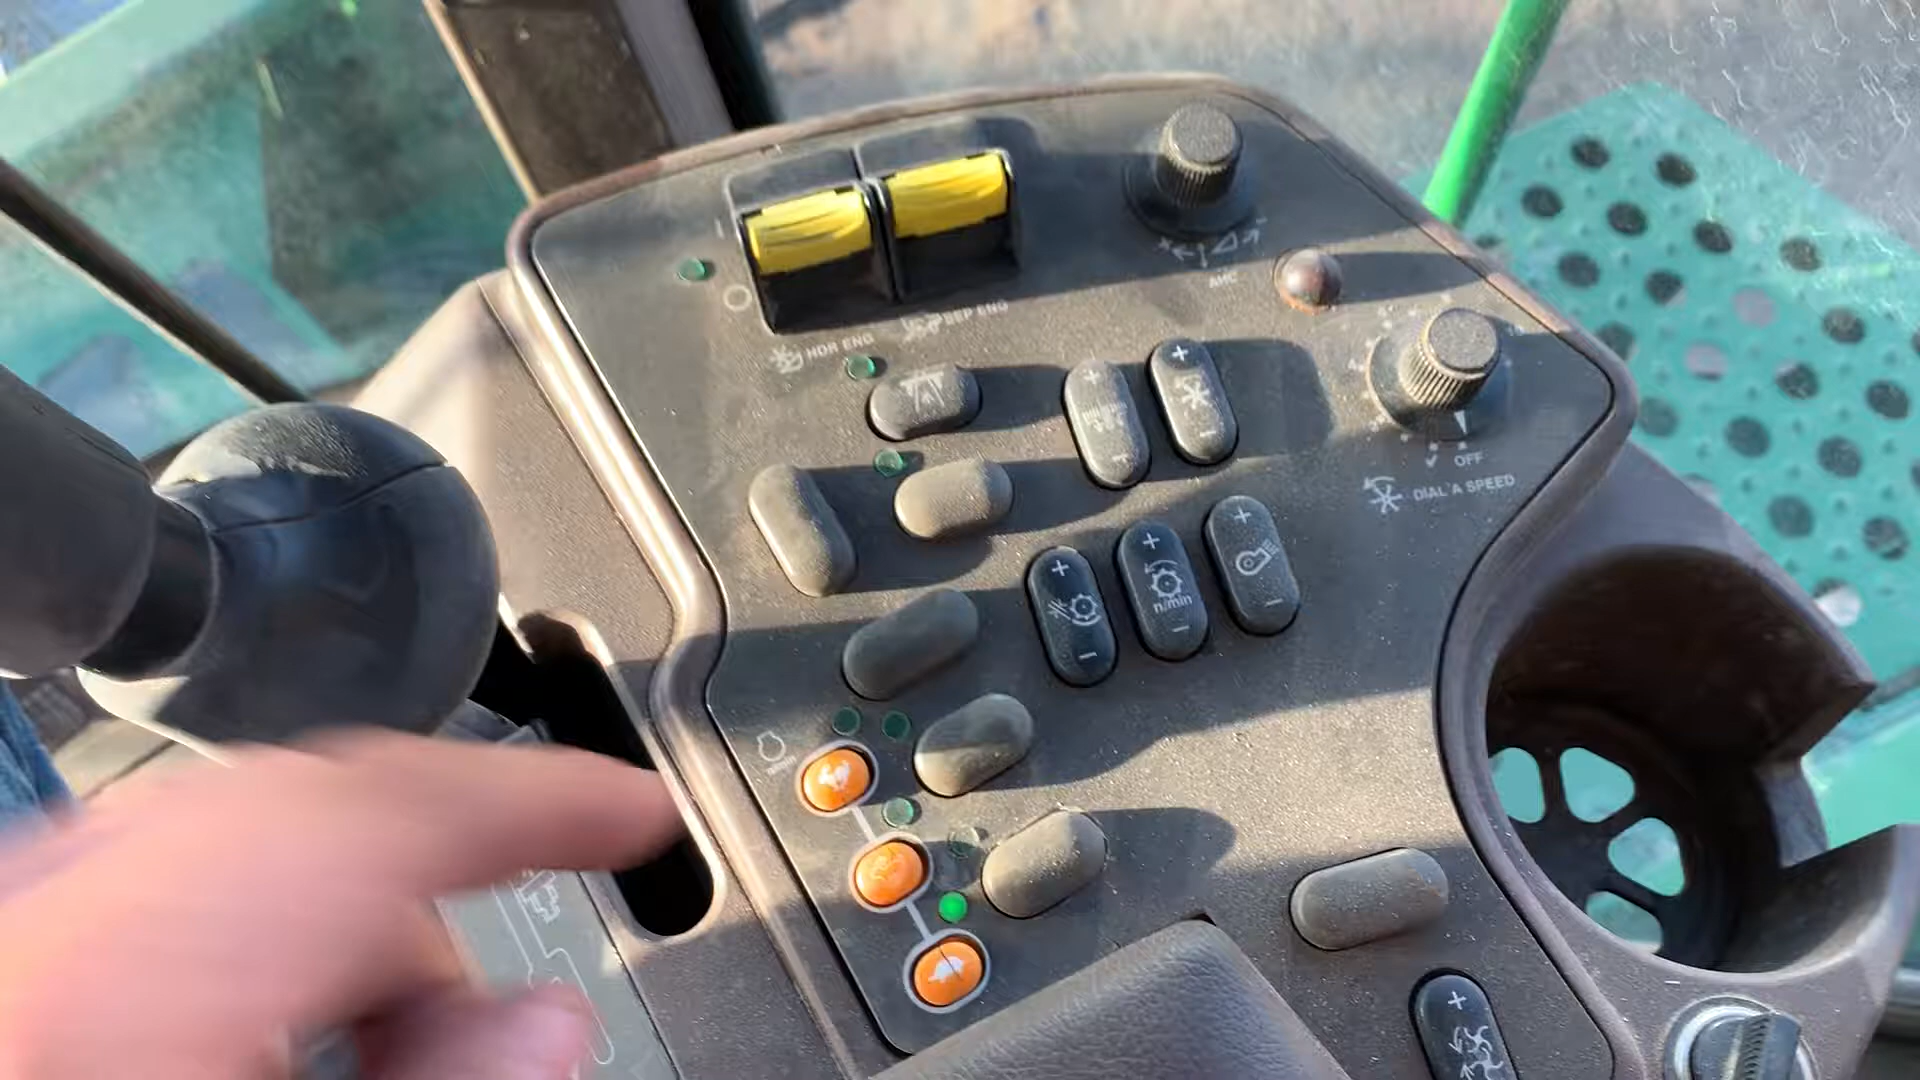 HDR ENG
SEP ENG
AHC
OFF
DIAL A SPEED
+
+
-
-
+
+
+
n/min
-
-
-
+